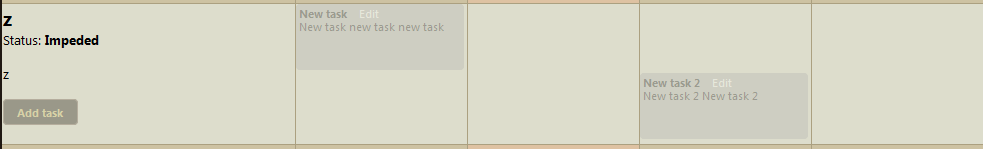 z
Status: Impeded
z
Add task
New task Edit
New task new task new task
New task 2 Edit
New task 2 New task 2